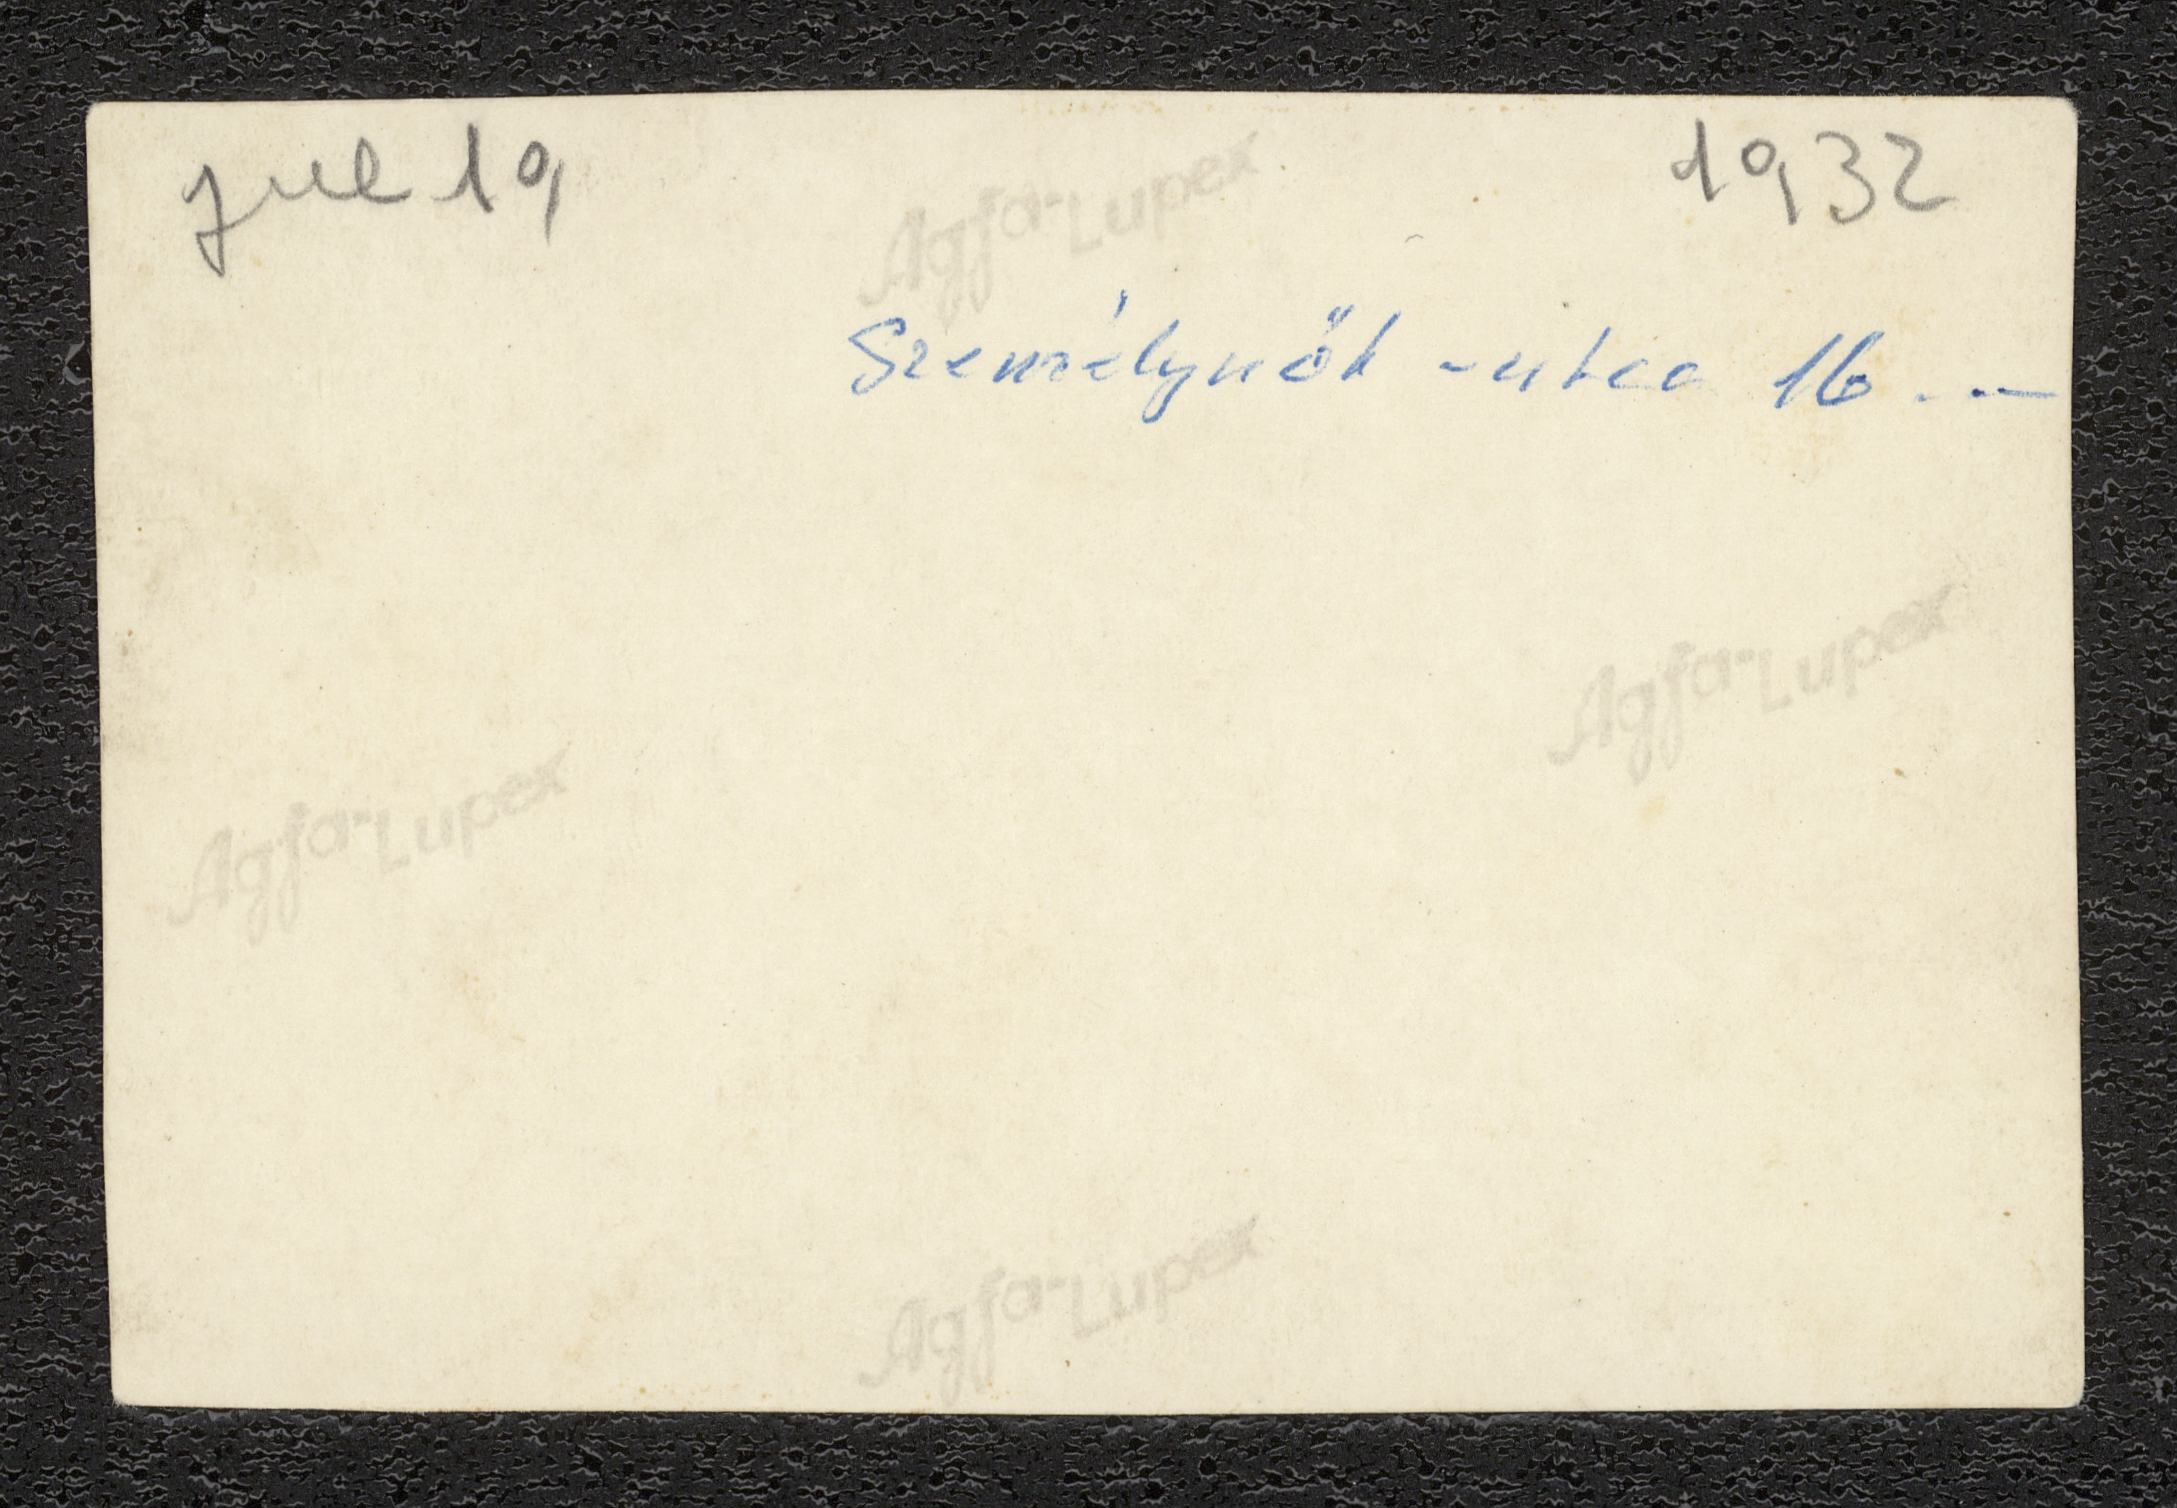 jul 19 1932
Agfa-Lupex
Személynök - utca 16. . —
Agfa-Lupex
Agfa-Lupex
Agfa-Lupex